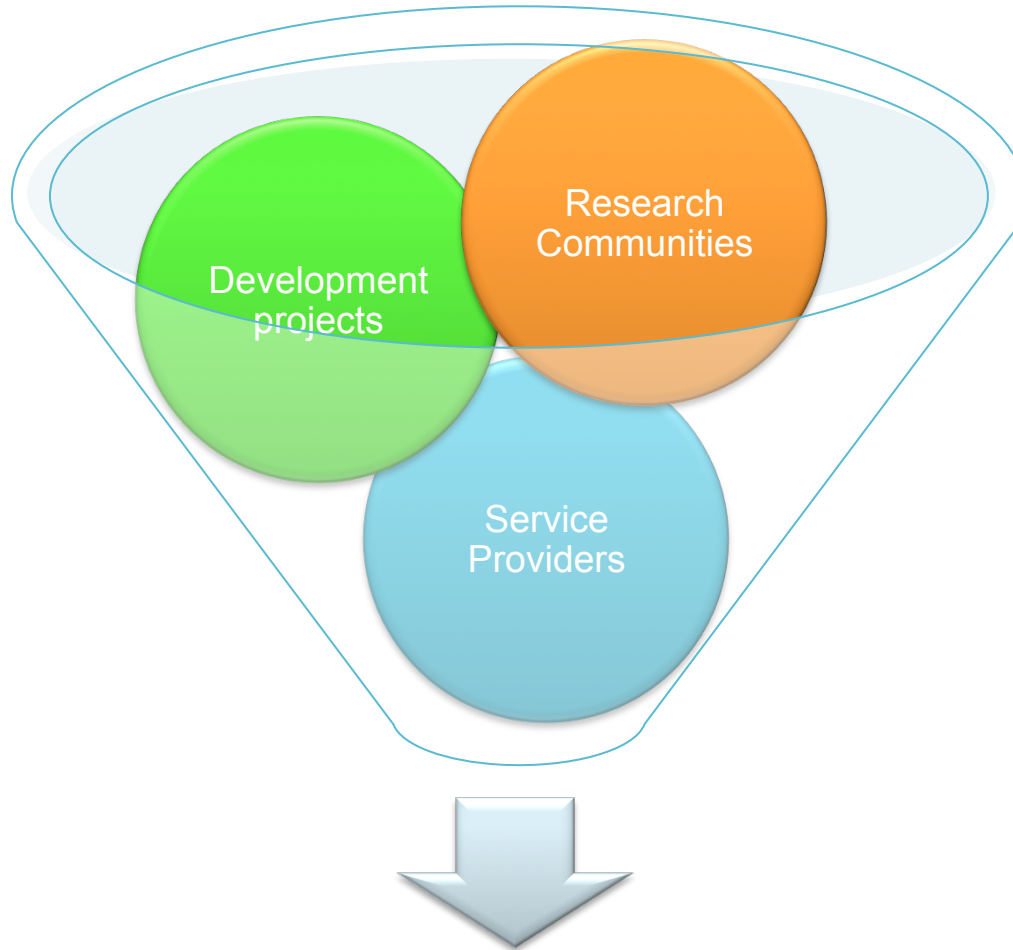 Research
Communities
Development
projects
Service
Providers